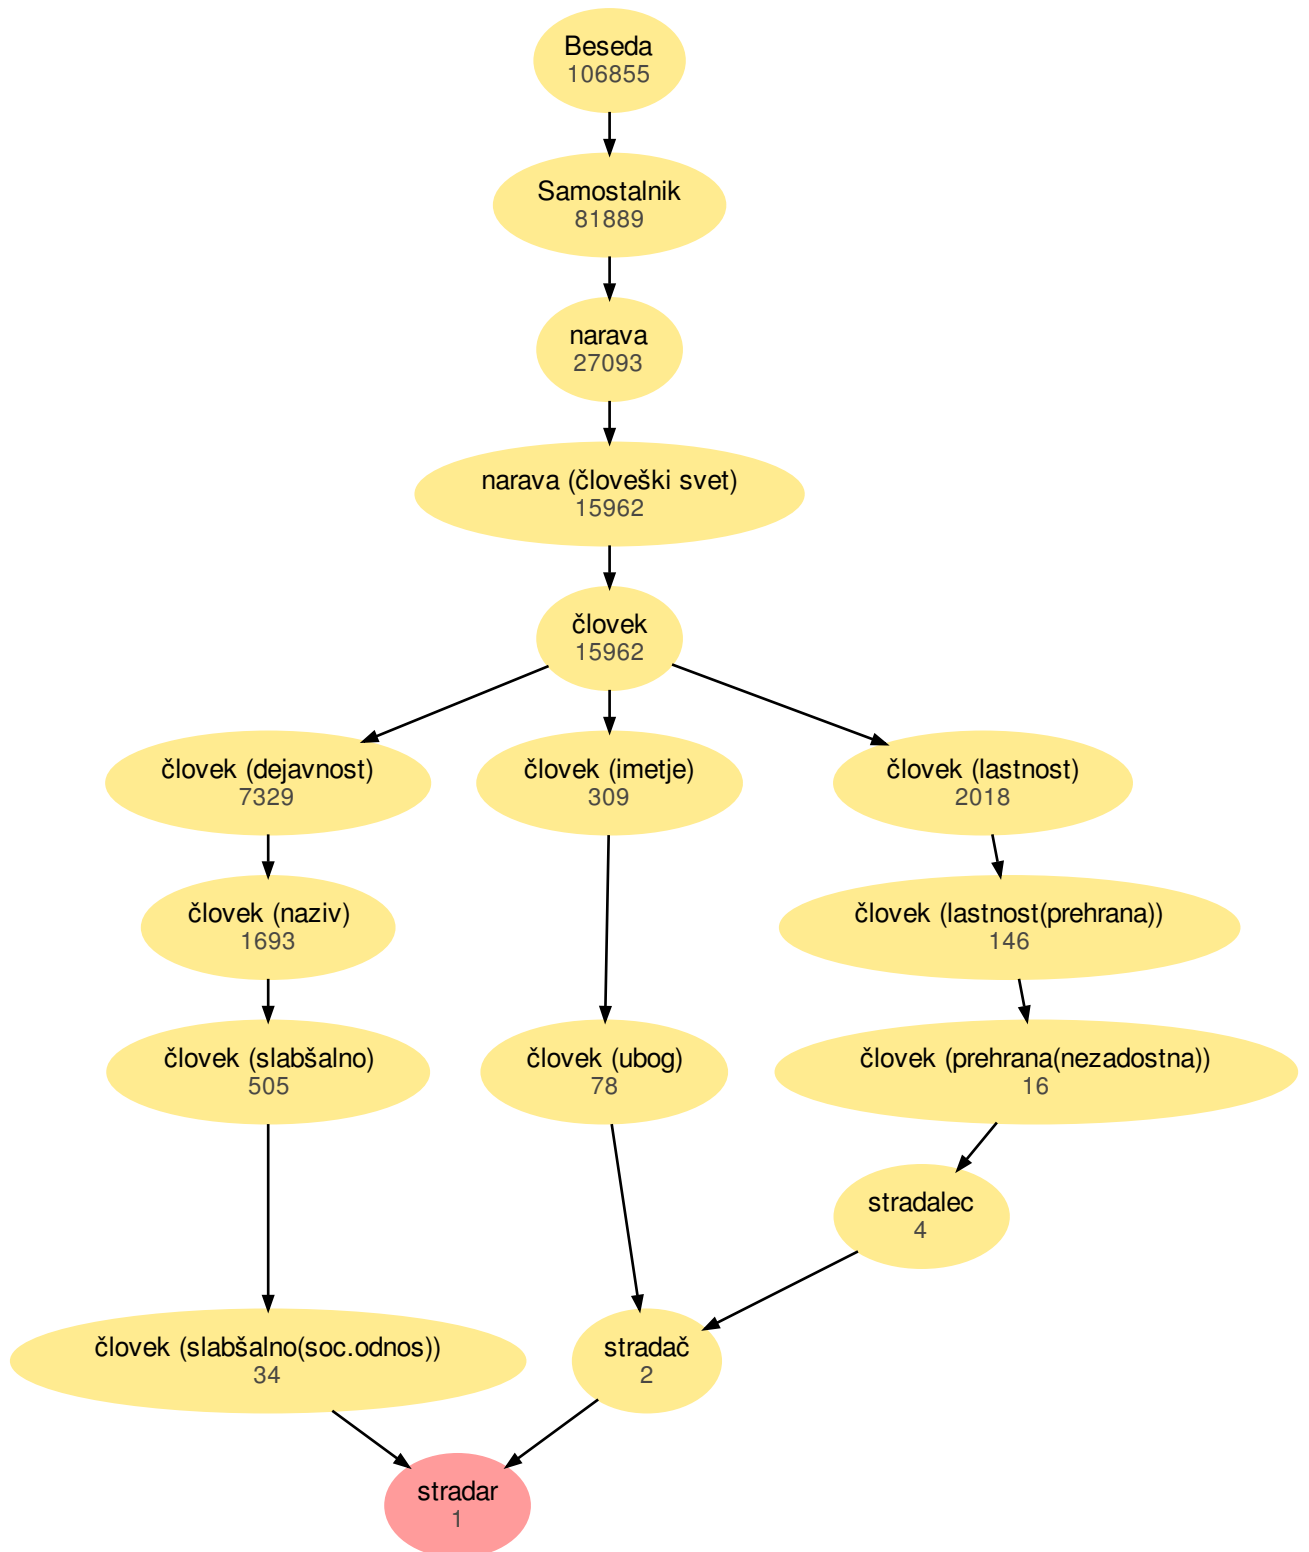 Beseda
106855
Samostalnik
81889
narava
27093
narava (človeški svet)
15962
človek
15962
človek (dejavnost)
7329
človek (imetje)
309
človek (lastnost)
2018
človek (naziv)
1693
človek (lastnost(prehrana))
146
človek (slabšalno)
505
človek (ubog)
78
človek (prehrana(nezadostna))
16
stradalec
4
človek (slabšalno(soc.odnos))
34
stradač
2
stradar
1